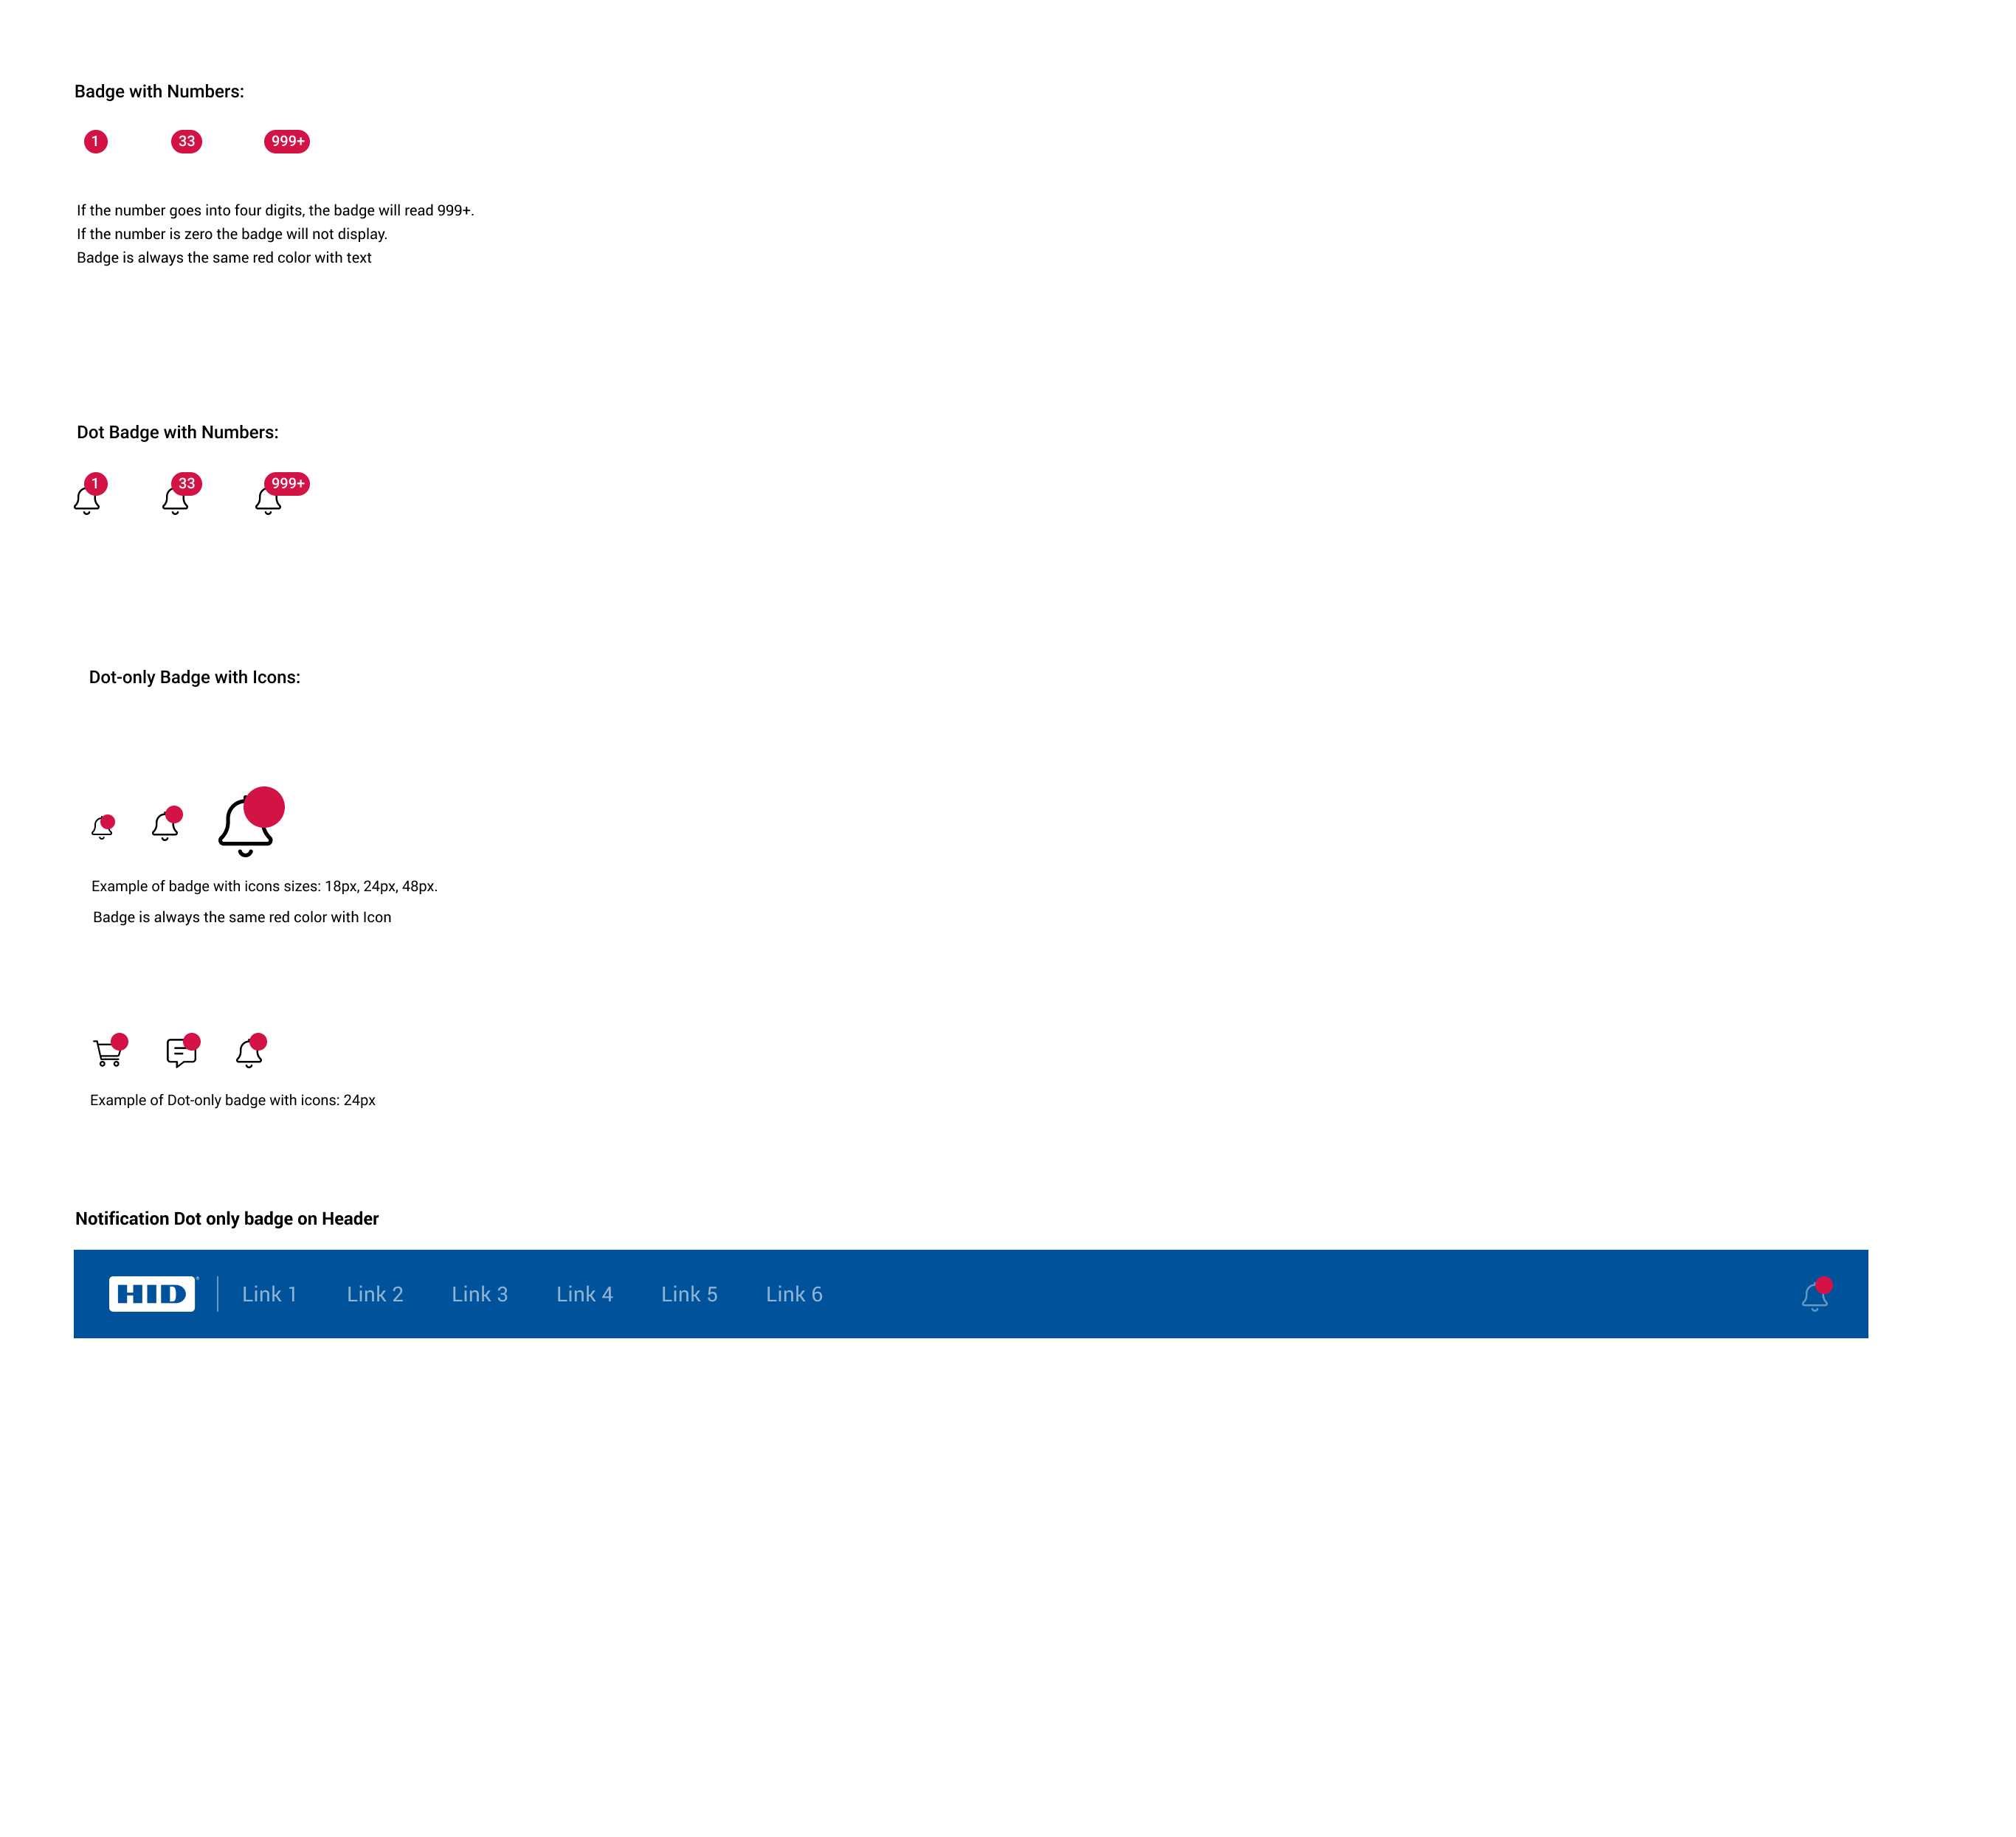 Badge with Numbers:
1 33 999+
If the number goes into four digits, the badge will read 999+.
If the number is zero the badge will not display.
Badge is always the same red color with text
Dot Badge with Numbers:
1 33 999+
Dot-only Badge with Icons:
Example of badge with icons sizes: 18px, 24px, 48px.
Badge is always the same red color with Icon
Example of Dot-only badge with icons: 24px
Notification Dot only badge on Header
HID Link 1 Link 2 Link 3 Link 4 Link 5 Link 6